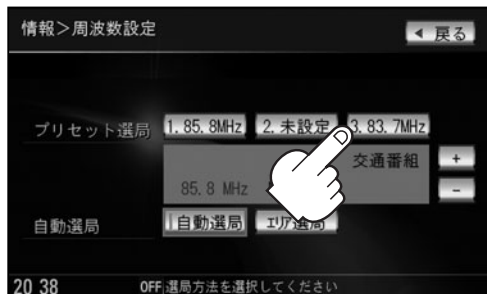 情報＞周波数設定
◀ 戻る
プリセット選局 1.85.8MHz 2.未設定 3.83.7MHz
交通番組 +
85.8 MHz -
自動選局 自動選局 エリア選局
20 38 OFF 選局方法を選択してください